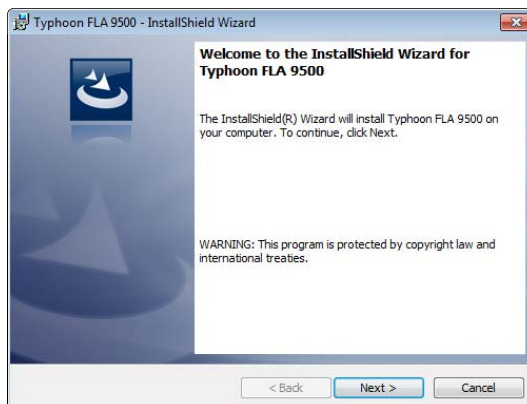 Typhoon FLA 9500 - InstallShield Wizard
Welcome to the InstallShield Wizard for
Typhoon FLA 9500
The InstallShield(R) Wizard will install Typhoon FLA 9500 on
your computer. To continue, click Next.
WARNING: This program is protected by copyright law and
international treaties.
< Back Next > Cancel